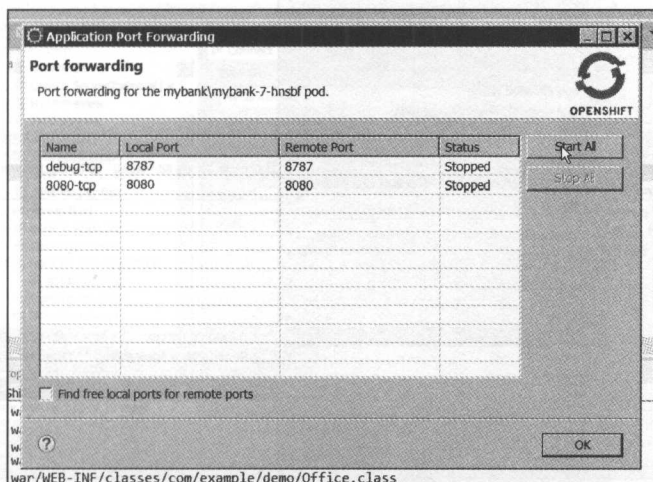 Application Port Forwarding
Port forwarding
Port forwarding for the mybank\mybank-7-hnsbf pod.
OPENSHIFT
Name Local Port Remote Port Status
debug-tcp 8787 8787 Stopped
8080-tcp 8080 8080 Stopped
Start All
Stop All
Find free local ports for remote ports
OK
war/WEB-INF/classes/com/example/demo/Office.class